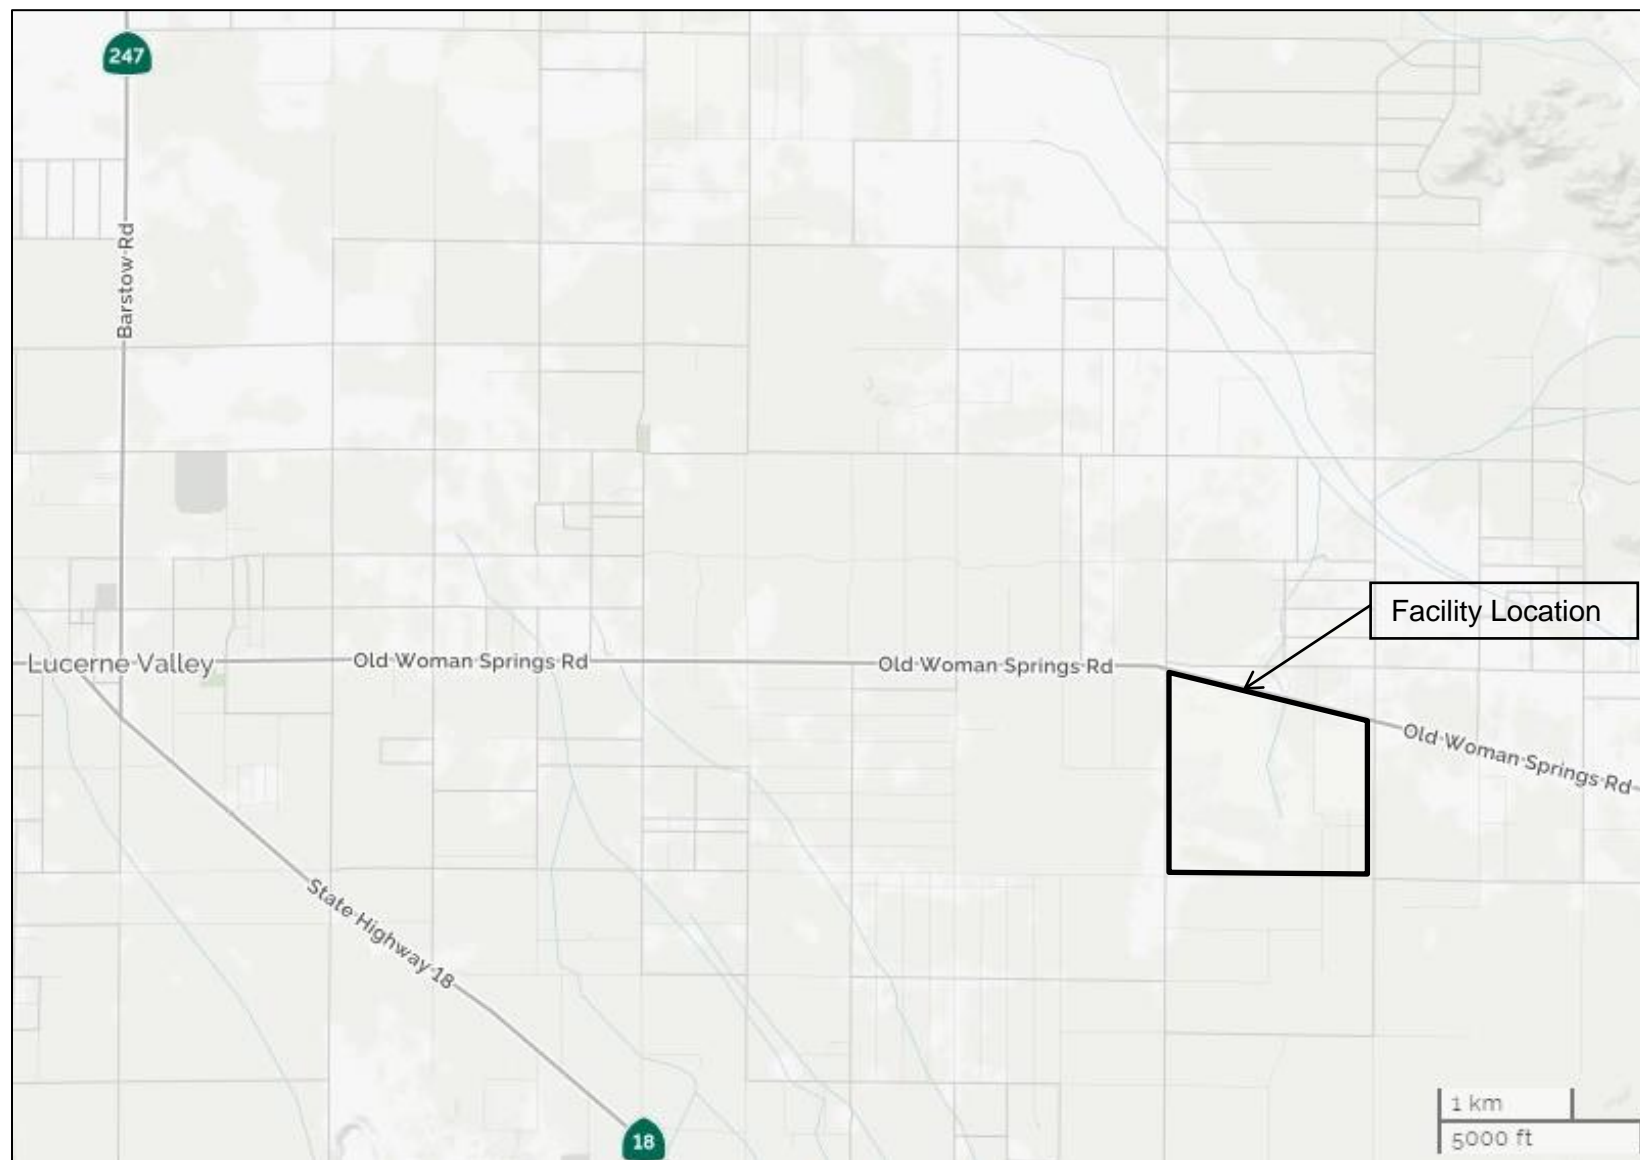 247
Barstow Rd
Facility Location
Lucerne Valley
Old Woman Springs Rd
Old Woman Springs Rd
Old Woman Springs Rd
State Highway 18
18
1 km
5000 ft